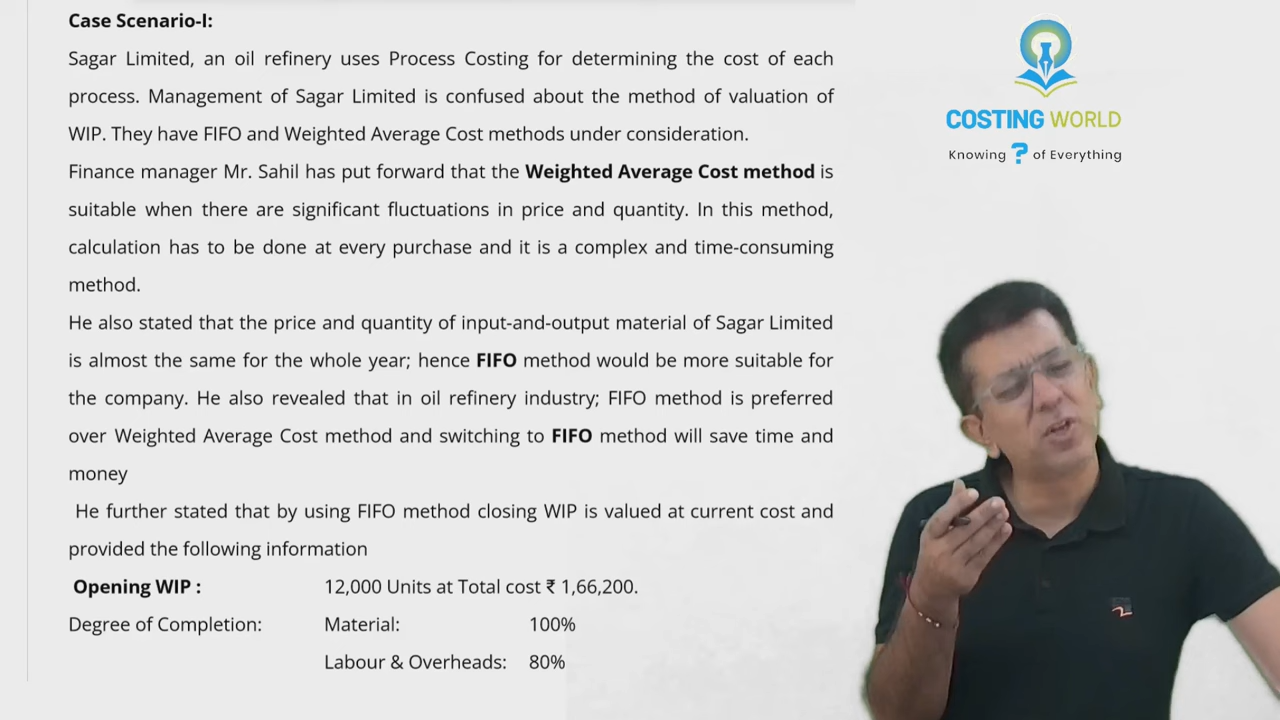 Case Scenario-I:
Sagar Limited, an oil refinery uses Process Costing for determining the cost of each
process. Management of Sagar Limited is confused about the method of valuation of
WIP. They have FIFO and Weighted Average Cost methods under consideration.
Finance manager Mr. Sahil has put forward that the Weighted Average Cost method is
suitable when there are significant fluctuations in price and quantity. In this method,
calculation has to be done at every purchase and it is a complex and time-consuming
method.
He also stated that the price and quantity of input-and-output material of Sagar Limited
is almost the same for the whole year; hence FIFO method would be more suitable for
the company. He also revealed that in oil refinery industry; FIFO method is preferred
over Weighted Average Cost method and switching to FIFO method will save time and
money
He further stated that by using FIFO method closing WIP is valued at current cost and
provided the following information
Opening WIP : 12,000 Units at Total cost ₹ 1,66,200.
Degree of Completion: Material: 100%
Labour & Overheads: 80%
COSTING WORLD
Knowing ? of Everything